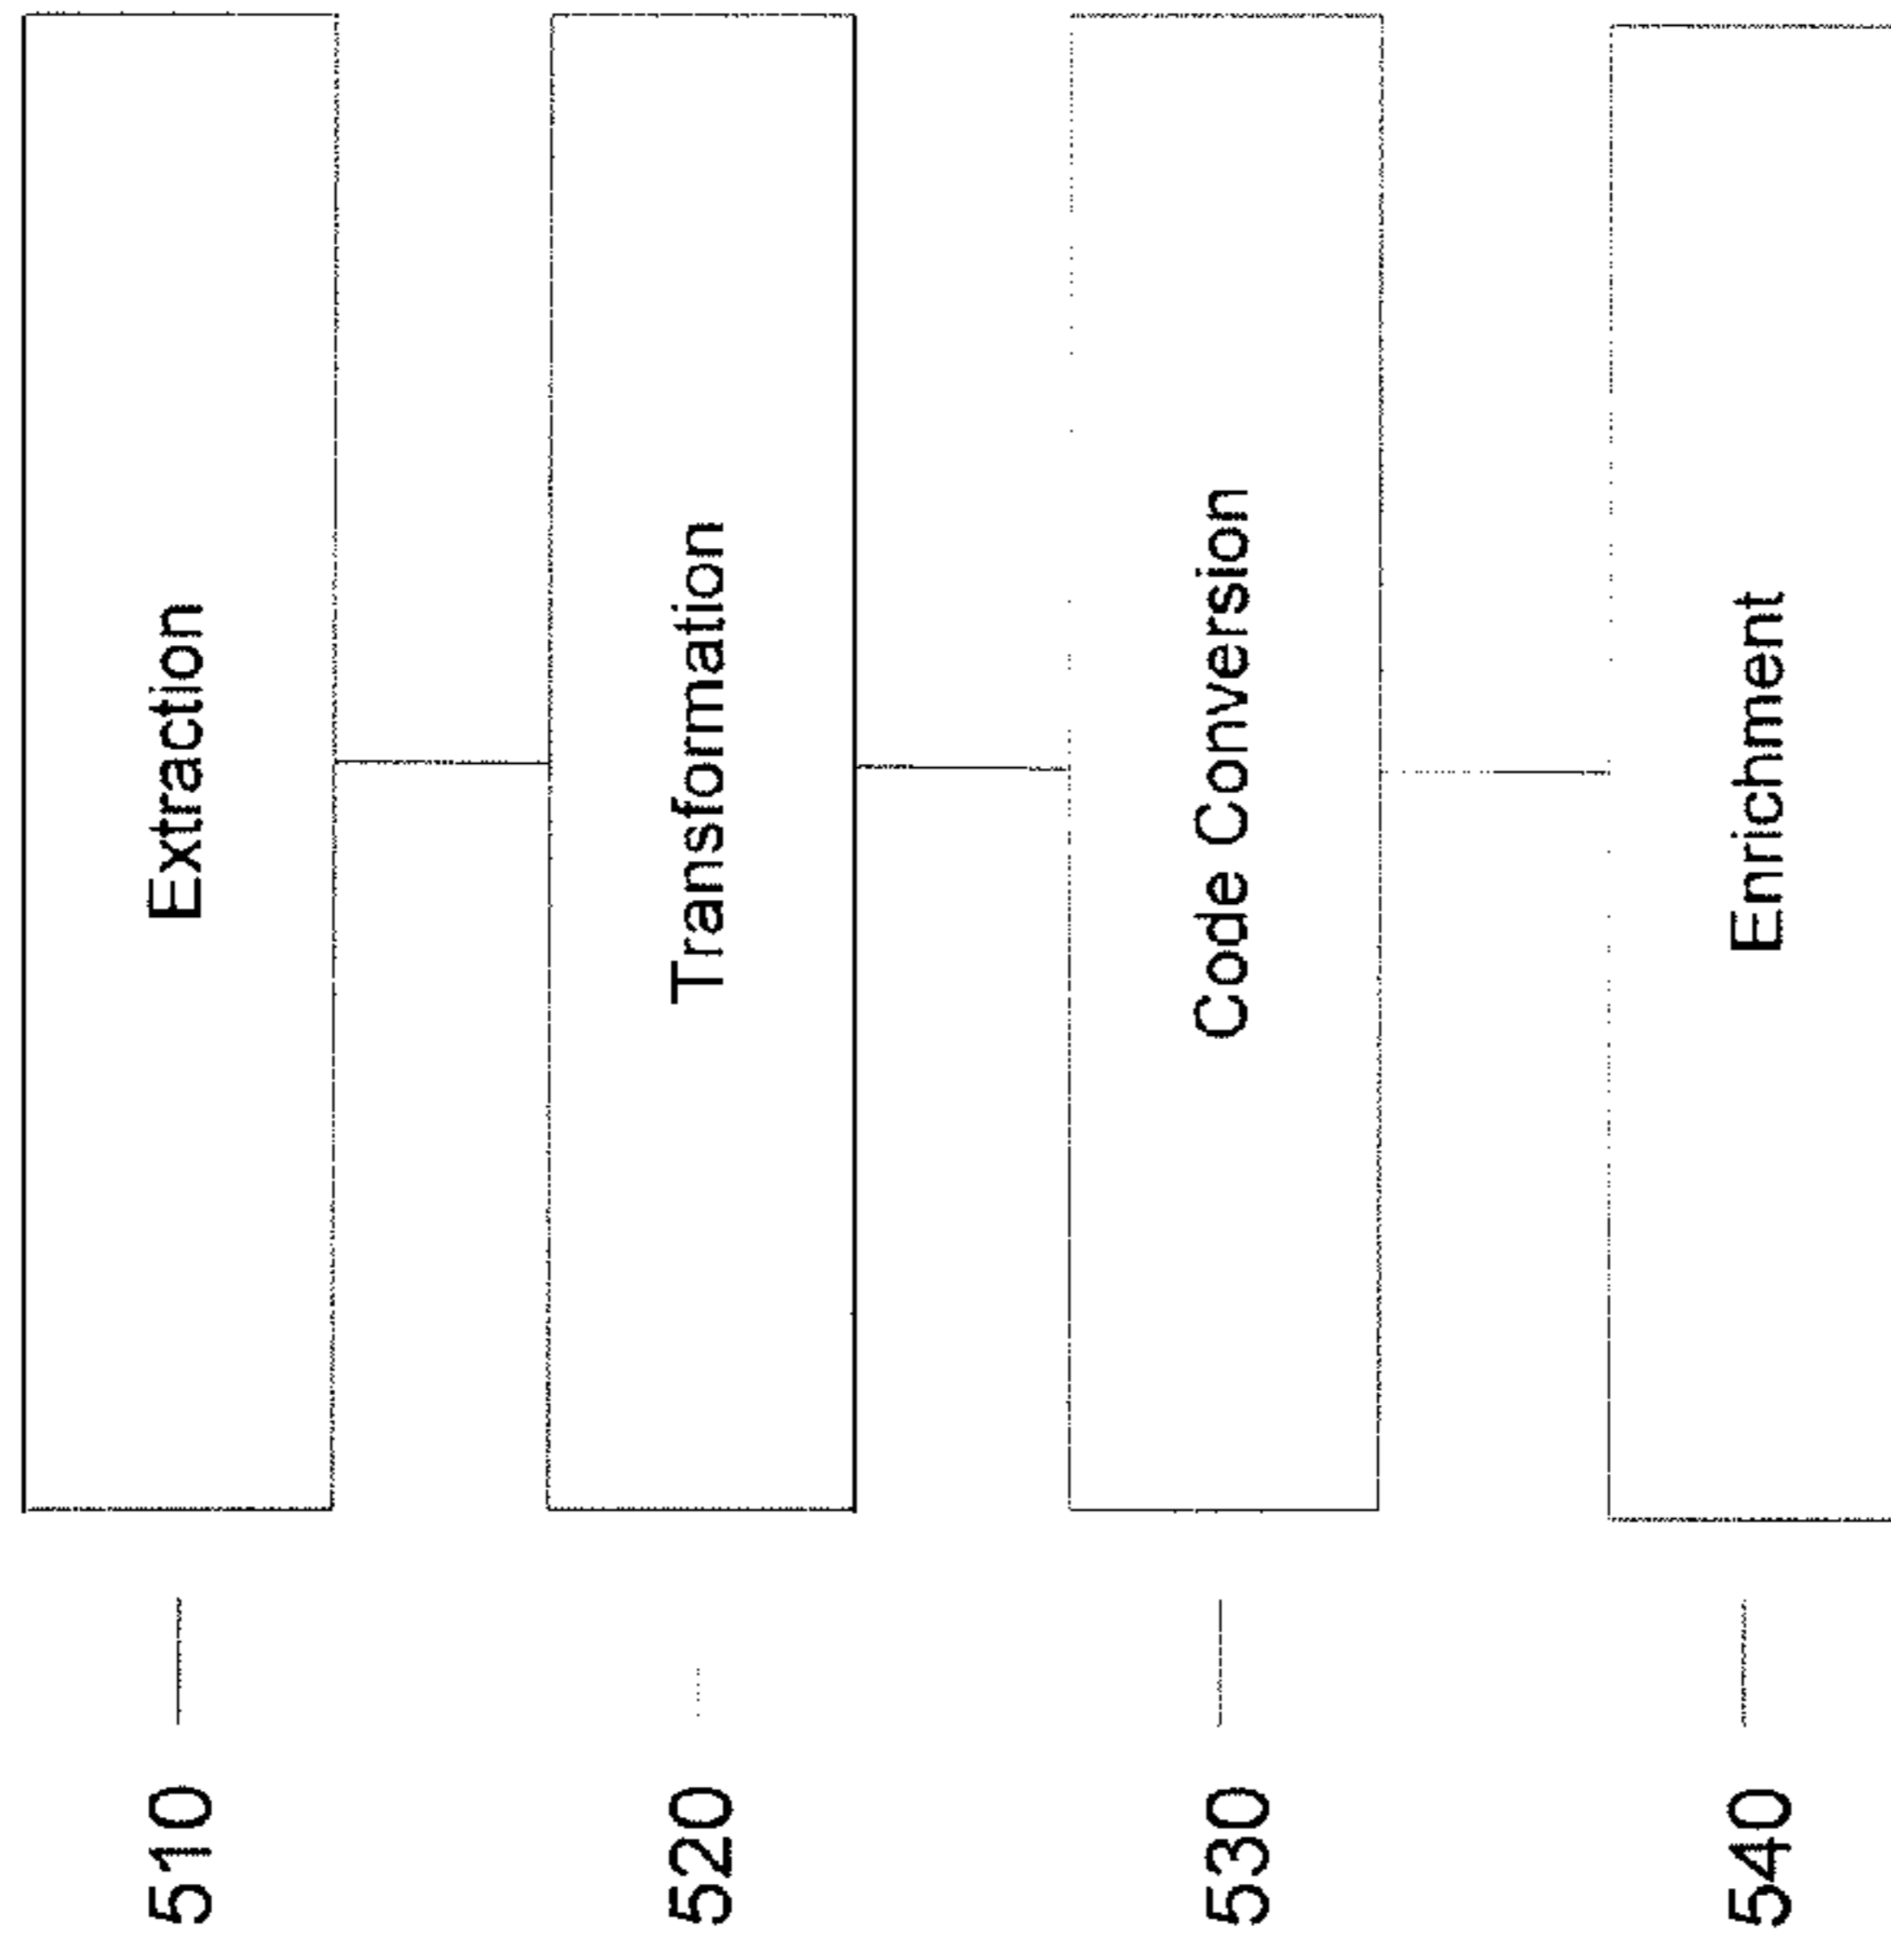 510 Extraction
520 Transformation
530 Code Conversion
540 Enrichment